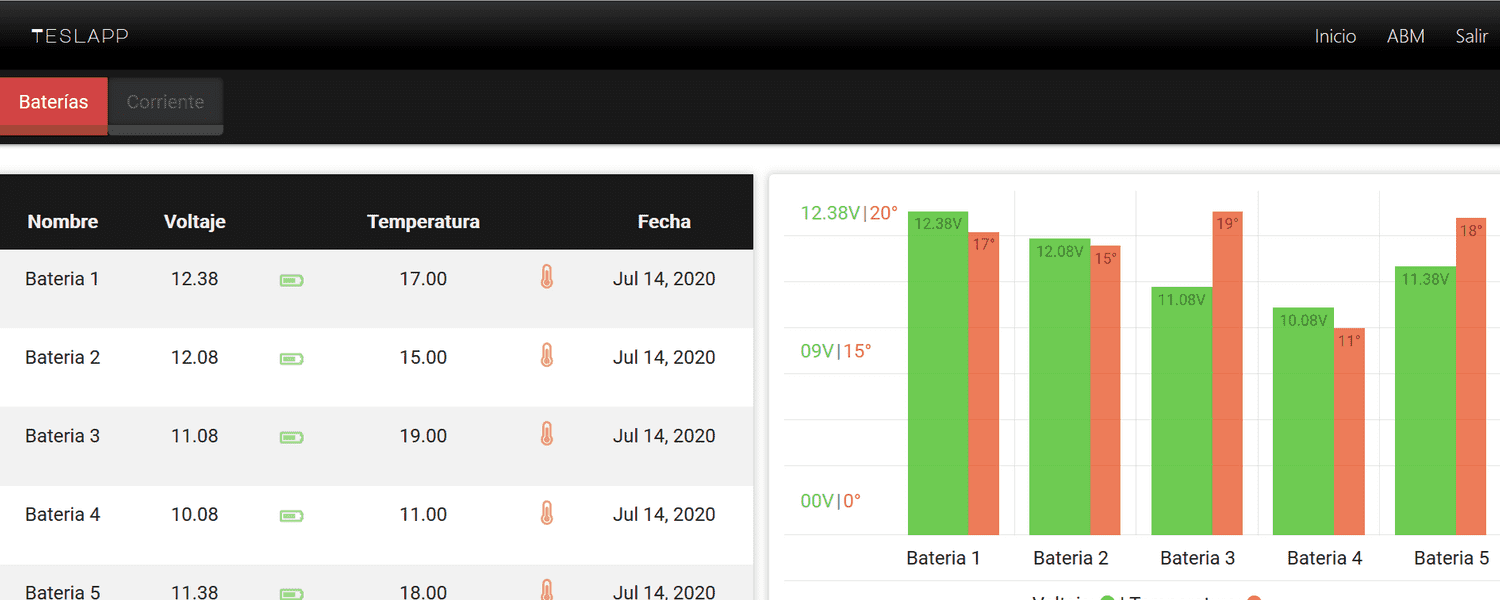 TESLAPP
Inicio ABM Salir
Baterías Corriente
Nombre Voltaje Temperatura Fecha
Bateria 1 12.38 17.00 Jul 14, 2020
Bateria 2 12.08 15.00 Jul 14, 2020
Bateria 3 11.08 19.00 Jul 14, 2020
Bateria 4 10.08 11.00 Jul 14, 2020
Bateria 5 11.38 18.00 Jul 14, 2020
12.38V|20°
09V|15°
00V|0°
12.38V 17°
12.08V 15°
11.08V 19°
10.08V 11°
11.38V 18°
Bateria 1 Bateria 2 Bateria 3 Bateria 4 Bateria 5